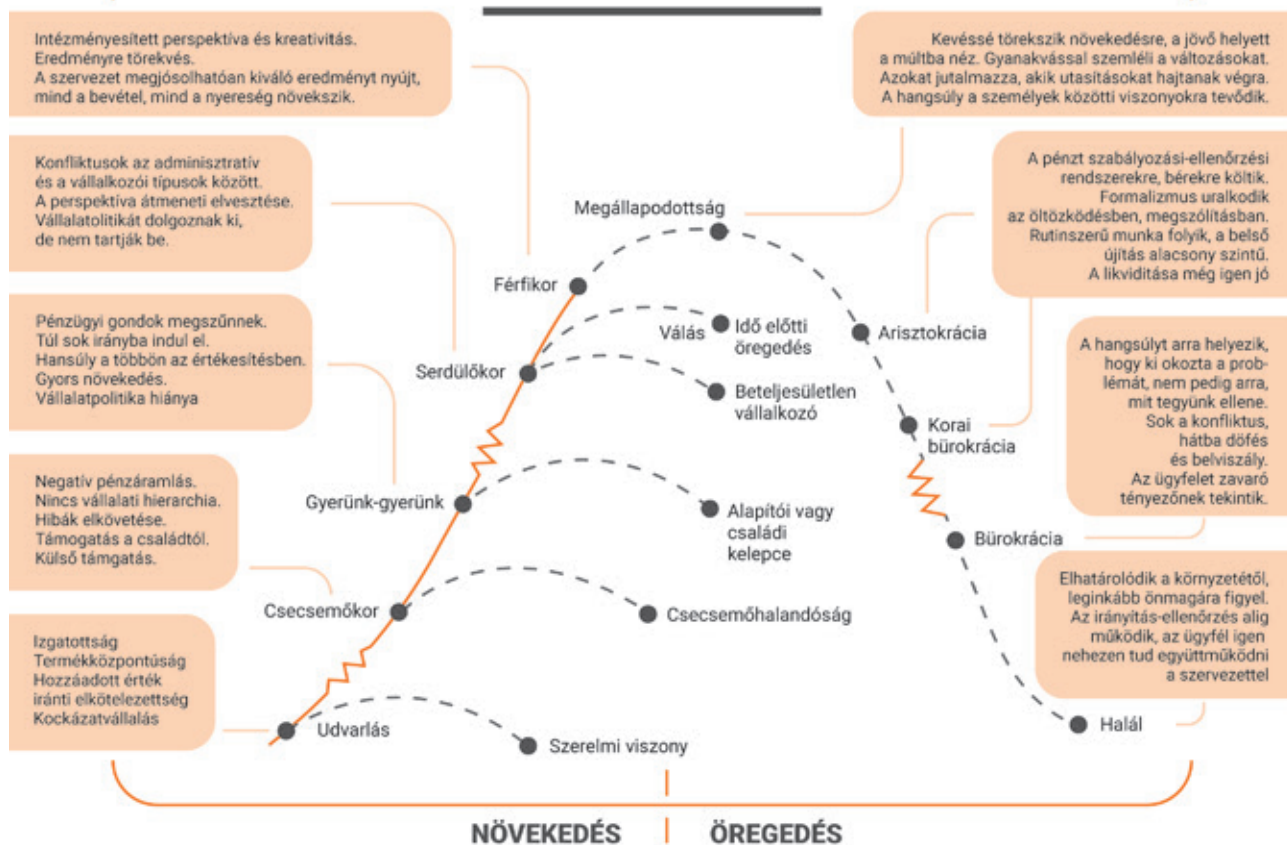 Intézményesített perspektíva és kreativitás.
Eredményre törekvés.
A szervezet megjósolhatóan kiváló eredményt nyújt,
mind a bevétel, mind a nyereség növekszik.
Kevéssé törekszik növekedésre, a jövő helyett
a múltba néz. Gyanakvással szemléli a változásokat.
Azokat jutalmazza, akik utasításokat hajtanak végra.
A hangsúly a személyek közötti viszonyokra tevődik.
Konfliktusok az adminisztratív
és a vállalkozói típusok között.
A perspektíva átmeneti elvesztése.
Vállalatolitikát dolgoznak ki,
de nem tartják be.
A pénzt szabályozási-ellenőrzési
rendszerekre, bérekre költik.
Formalizmus uralkodik
az öltözködésben, megszólításban.
Rutinszerű munka folyik, a belső
újítás alacsony szintű.
A likviditása még igen jó
Pénzügyi gondok megszűnnek.
Túl sok irányba indul el.
Hansúly a többön az értékesítésben.
Gyors növekedés.
Vállalatpolitika hiánya
A hangsúlyt arra helyezik,
hogy ki okozta a prob-
lémát, nem pedig arra,
mit tegyünk ellene.
Sok a konfliktus,
hátba döfés
és belviszály.
Az ügyfelet zavaró
tényezőnek tekintik.
Negatív pénzáramlás.
Nincs vállalati hierarchia.
Hibák elkövetése.
Támogatás a családtól.
Külső támgatás.
Elhatárolódik a környzetétől,
leginkább önmagára figyel.
Az irányítás-ellenőrzés alig
működik, az ügyfél igen
nehezen tud együttműködni
a szervezettel
Izgatottság
Termékközpontúság
Hozzáadott érték
iránti elkötelezettség
Kockázatvállalás
Megállapodottság
Férfikor
Válás
Idő előtti
öregedés
Arisztokrácia
Serdülőkor
Beteljesületlen
vállalkozó
Korai
bürokrácia
Gyerünk-gyerünk
Alapítói vagy
családi
kelepce
Bürokrácia
Csecsemőkor
Csecsemőhalandóság
Udvarlás
Szerelmi viszony
Halál
NÖVEKEDÉS
ÖREGEDÉS